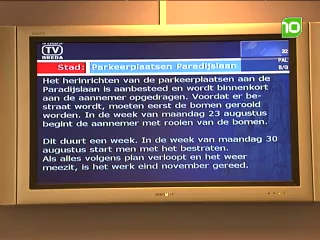 10
TV
BREDA
32
PAL
Stad: Parkeerplaatsen Paradijslaan
8/9
Het herinrichten van de parkeerplaatsen aan de
Paradijslaan is aanbesteed en wordt binnenkort
aan de aannemer opgedragen. Voordat er be-
straat wordt, moeten eerst de bomen gerooid
worden. In de week van maandag 23 augustus
begint de aannemer met rooien van de bomen.
Dit duurt een week. In de week van maandag 30
augustus start men met het bestraten.
Als alles volgens plan verloopt en het weer
meezit, is het werk eind november gereed.